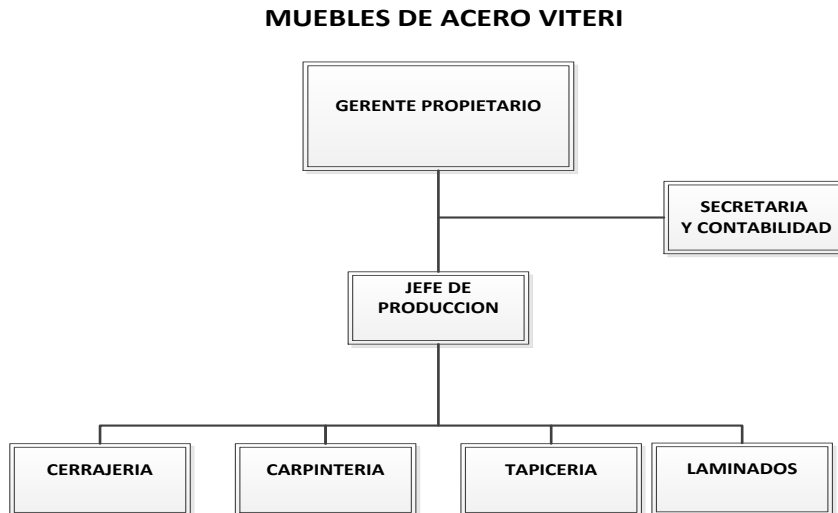 MUEBLES DE ACERO VITERI
GERENTE PROPIETARIO
SECRETARIA
Y CONTABILIDAD
JEFE DE
PRODUCCION
CERRAJERIA
CARPINTERIA
TAPICERIA
LAMINADOS